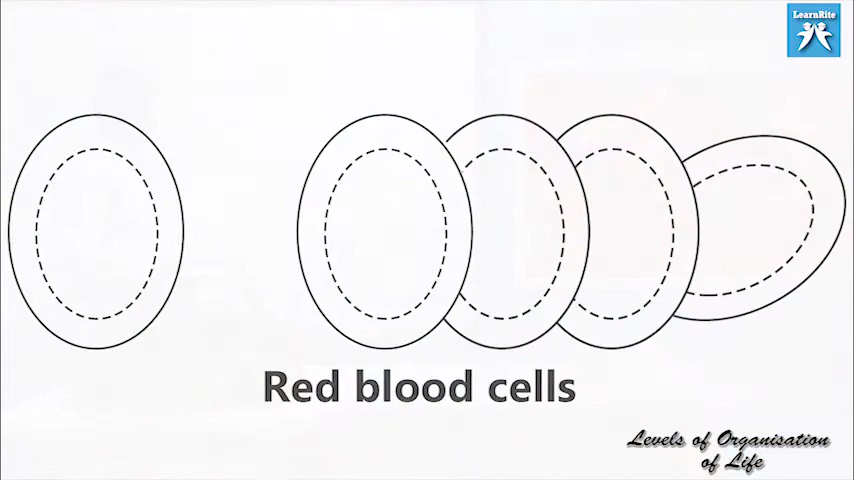 LearnRite
Red blood cells
Levels of Organisation
of Life